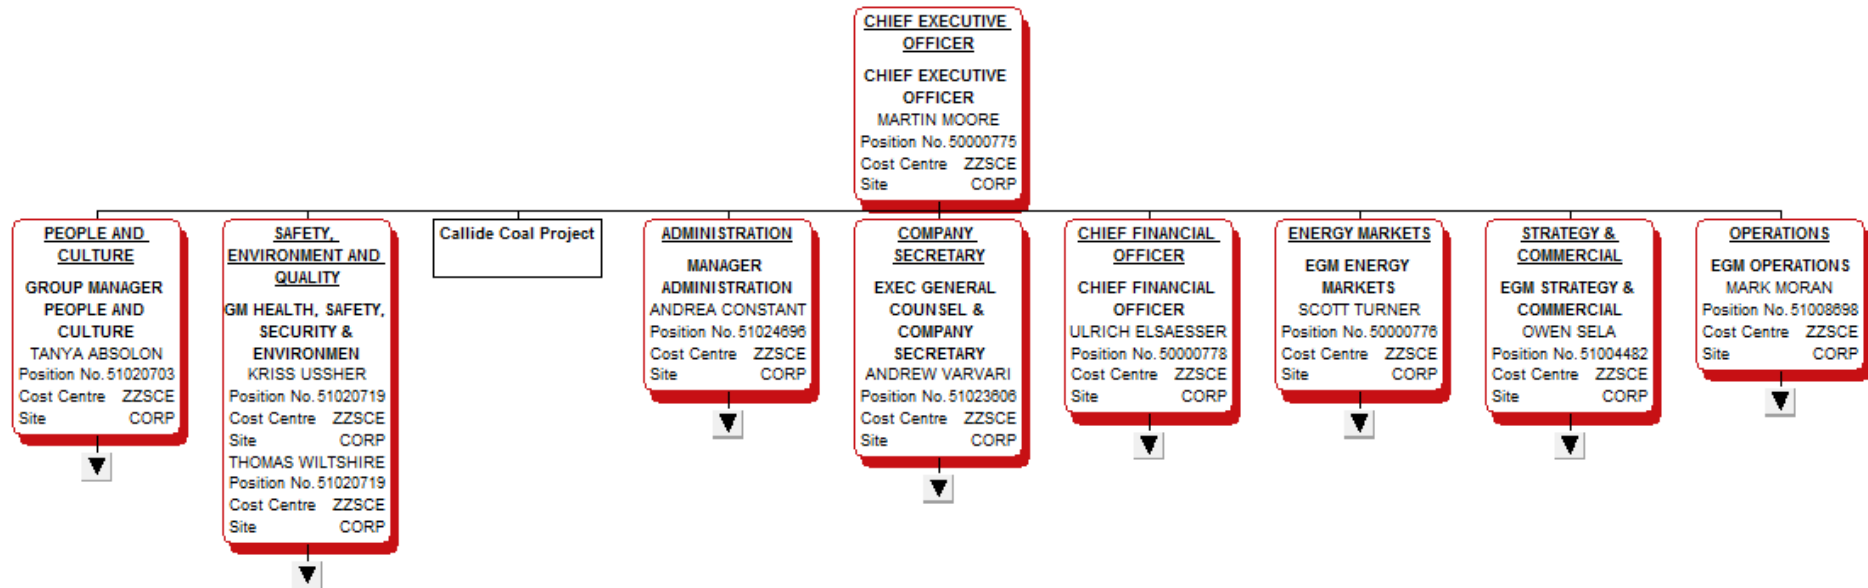 CHIEF EXECUTIVE
OFFICER
CHIEF EXECUTIVE
OFFICER
MARTIN MOORE
Position No. 50000775
Cost Centre ZZSCE
Site CORP
PEOPLE AND
CULTURE
GROUP MANAGER
PEOPLE AND
CULTURE
TANYA ABSOLON
Position No. 51020703
Cost Centre ZZSCE
Site CORP
SAFETY,
ENVIRONMENT AND
QUALITY
GM HEALTH, SAFETY,
SECURITY &
ENVIRONMEN
KRISS USSHER
Position No. 51020719
Cost Centre ZZSCE
Site CORP
THOMAS WILTSHIRE
Position No. 51020719
Cost Centre ZZSCE
Site CORP
Callide Coal Project
ADMINISTRATION
MANAGER
ADMINISTRATION
ANDREA CONSTANT
Position No. 51024696
Cost Centre ZZSCE
Site CORP
COMPANY
SECRETARY
EXEC GENERAL
COUNSEL &
COMPANY
SECRETARY
ANDREW VARVARI
Position No. 51023606
Cost Centre ZZSCE
Site CORP
CHIEF FINANCIAL
OFFICER
CHIEF FINANCIAL
OFFICER
ULRICH ELSAESSER
Position No. 50000778
Cost Centre ZZSCE
Site CORP
ENERGY MARKETS
EGM ENERGY
MARKETS
SCOTT TURNER
Position No. 50000776
Cost Centre ZZSCE
Site CORP
STRATEGY &
COMMERCIAL
EGM STRATEGY &
COMMERCIAL
OWEN SELA
Position No. 51004482
Cost Centre ZZSCE
Site CORP
OPERATIONS
EGM OPERATIONS
MARK MORAN
Position No. 51008698
Cost Centre ZZSCE
Site CORP